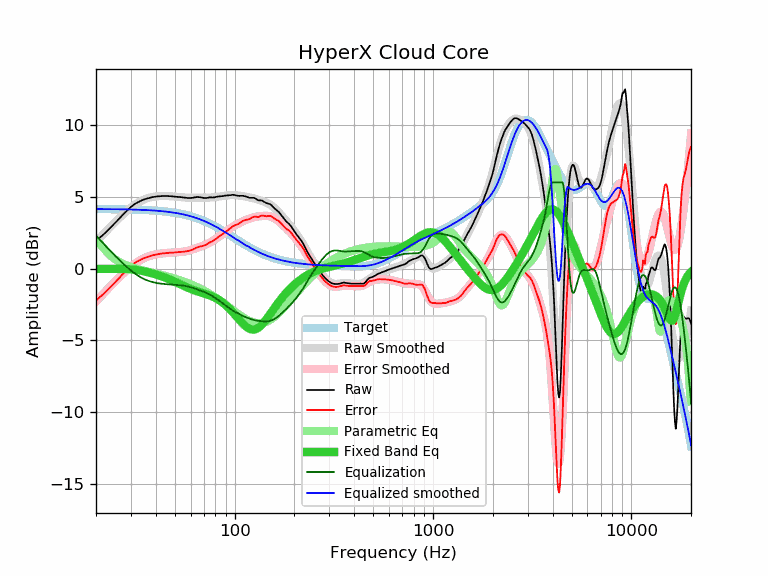 HyperX Cloud Core
Amplitude (dBr)
10
5
0
−5
−10
−15
Target
Raw Smoothed
Error Smoothed
Raw
Error
Parametric Eq
Fixed Band Eq
Equalization
Equalized smoothed
100
1000
10000
Frequency (Hz)